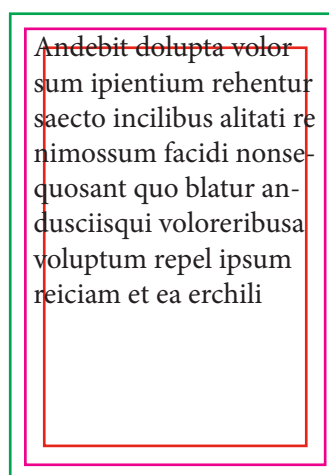 Andebit dolupta volor
sum ipientium rehentur
saecto incilibus alitati re
nimossum facidi nonse-
quosant quo blatur an-
dusciisqui voloreribusa
voluptum repel ipsum
reiciam et ea erchili